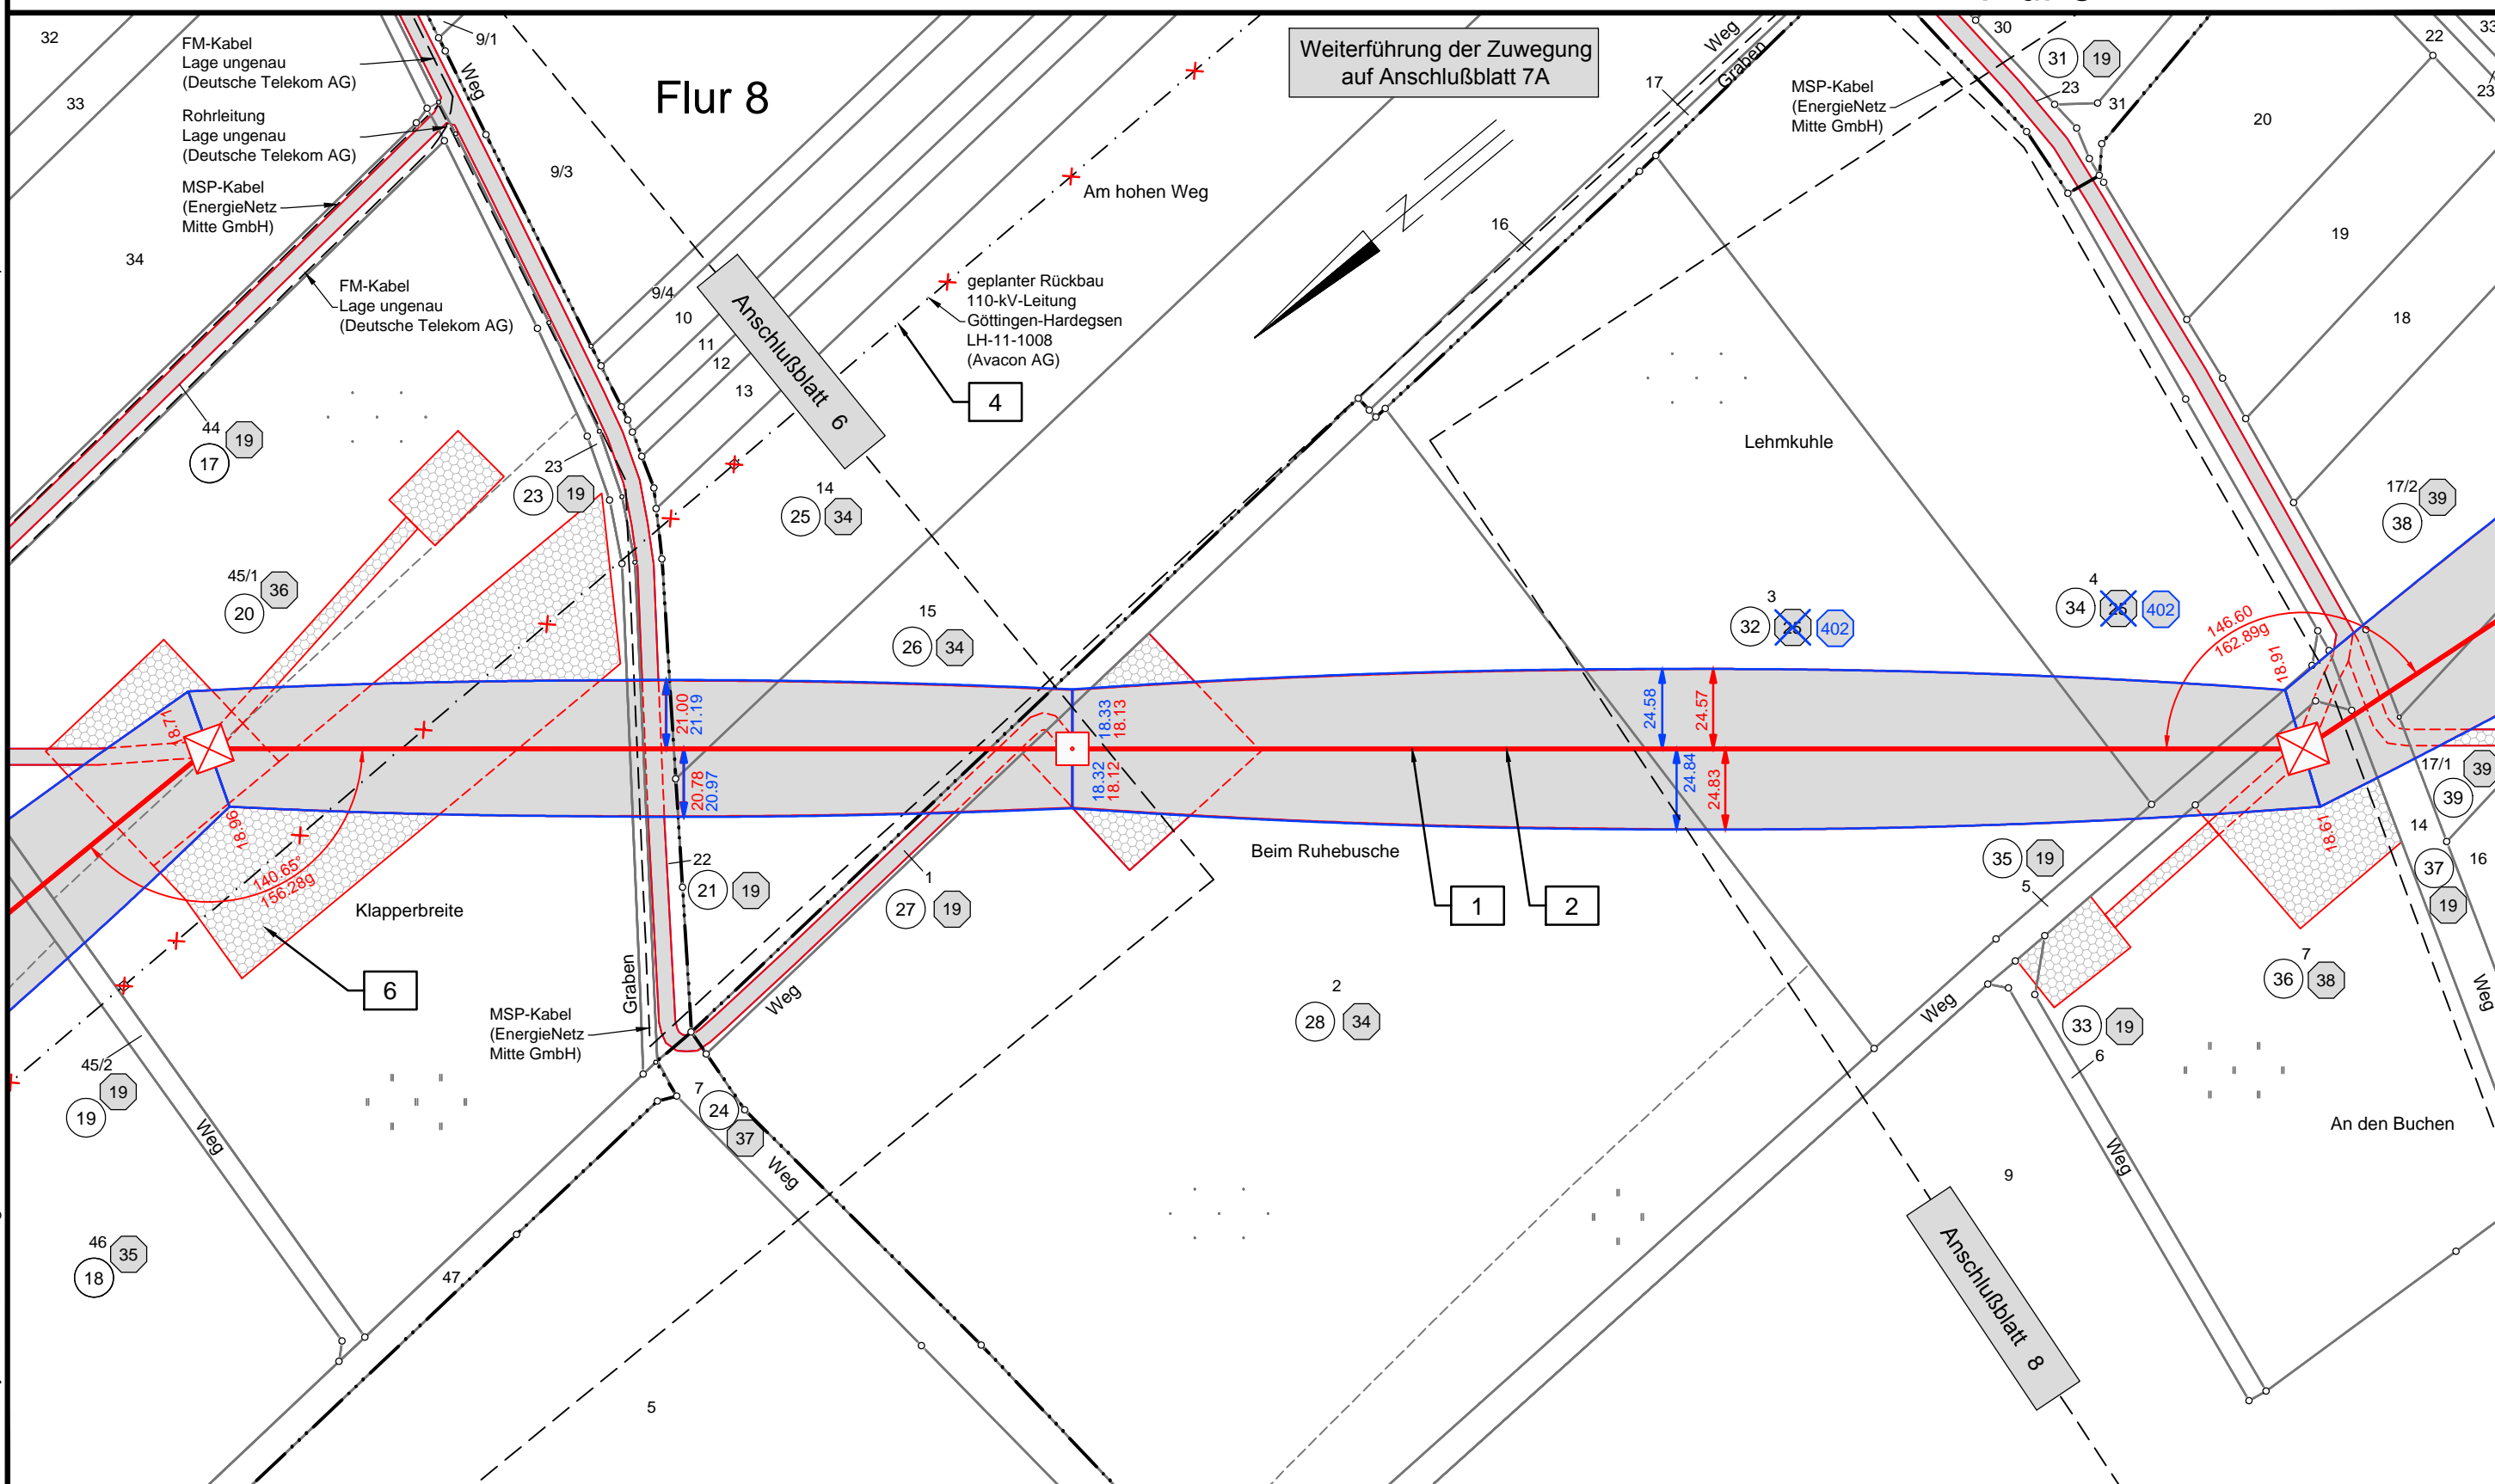 32
33
34
FM-Kabel
Lage ungenau
(Deutsche Telekom AG)
Rohrleitung
Lage ungenau
(Deutsche Telekom AG)
MSP-Kabel
(EnergieNetz
Mitte GmbH)
FM-Kabel
Lage ungenau
(Deutsche Telekom AG)
9/1
Weg
Flur 8
9/3
9/4
10
11
12
13
Anschlußblatt 6
Am hohen Weg
geplanter Rückbau
110-kV-Leitung
Göttingen-Hardegsen
LH-11-1008
(Avacon AG)
4
Weiterführung der Zuwegung
auf Anschlußblatt 7A
Weg
Graben
17
16
N
MSP-Kabel
(EnergieNetz
Mitte GmbH)
30
31
19
23
31
22
33
23
20
19
18
Lehmkuhle
44
19
17
23
23
19
14
25
34
45/1
36
20
15
26
34
3
32
25
402
4
34
25
402
17/2
39
38
146.60
162.89g
18.91
18.71
18.96
140.65°
156.28g
21.00
21.19
20.78
20.97
18.33
18.13
18.32
18.12
24.58
24.57
24.84
24.83
18.61
17/1
39
39
14
16
37
19
Klapperbreite
6
22
21
19
1
27
19
Beim Ruhebusche
1
2
35
19
5
Graben
MSP-Kabel
(EnergieNetz
Mitte GmbH)
Weg
2
28
34
Weg
7
36
38
33
19
6
Weg
45/2
19
19
Weg
7
24
37
Weg
An den Buchen
Weg
9
46
35
18
47
5
Anschlußblatt 8